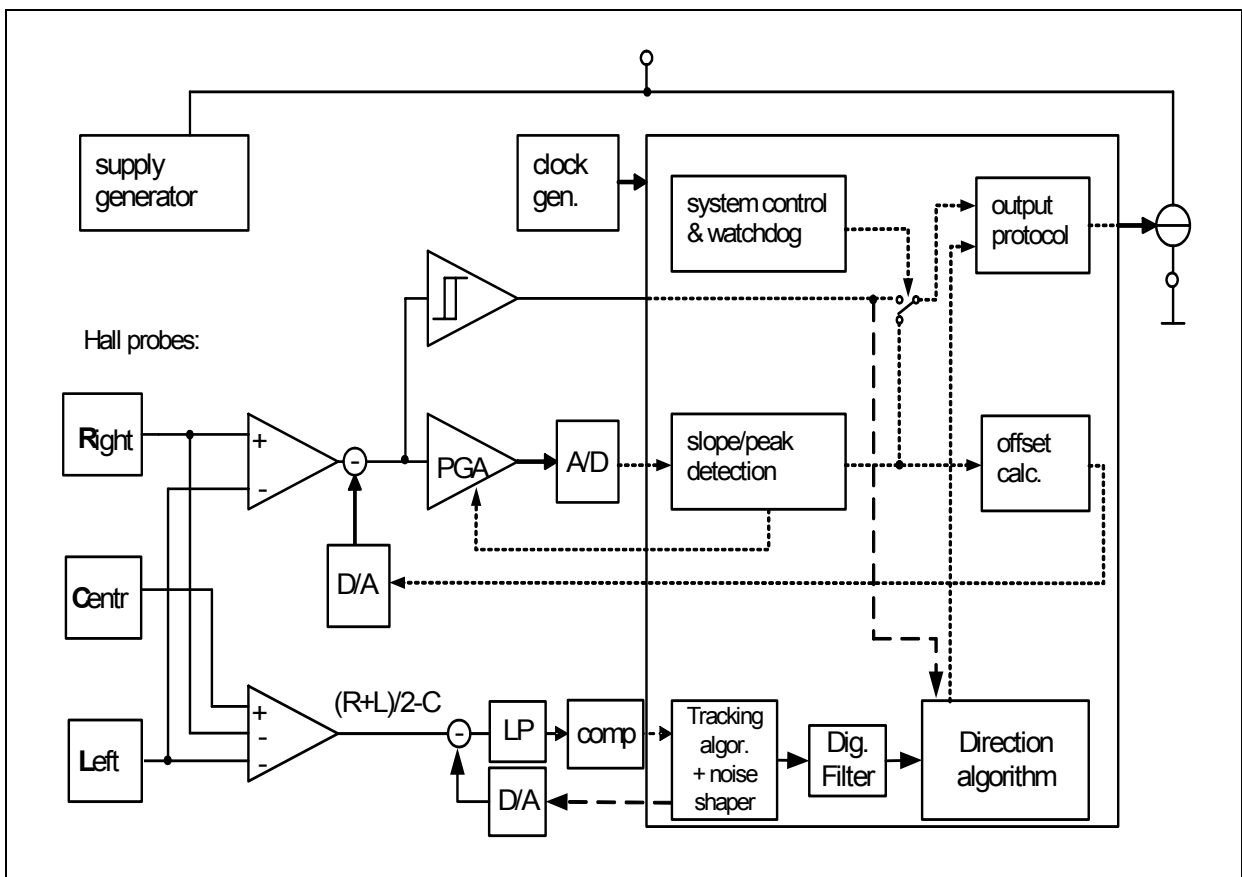 supply
generator
clock
gen.
system control
& watchdog
output
protocol
Hall probes:
Right
+
-
-
PGA
A/D
slope/peak
detection
offset
calc.
D/A
Centr
Left
+
-
-
(R+L)/2-C
-
LP
comp
D/A
Tracking
algor.
+ noise
shaper
Dig.
Filter
Direction
algorithm